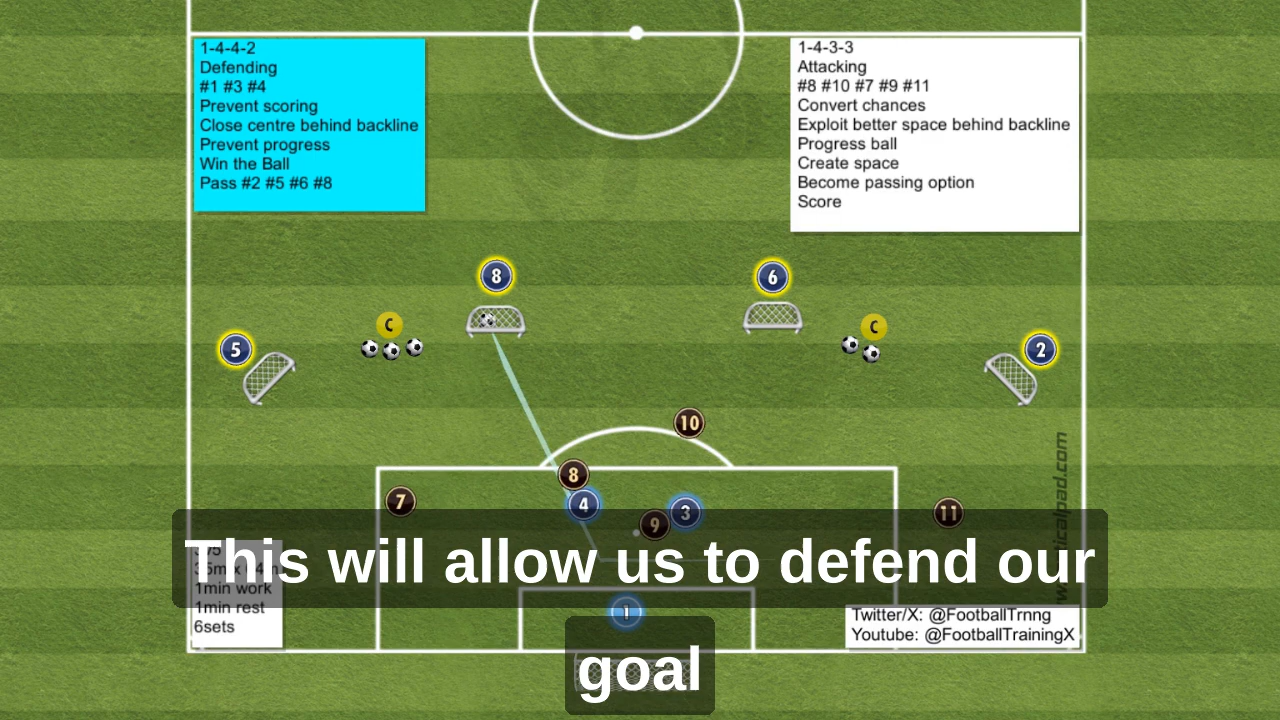 1-4-4-2
Defending
#1 #3 #4
Prevent scoring
Close centre behind backline
Prevent progress
Win the Ball
Pass #2 #5 #6 #8
1-4-3-3
Attacking
#8 #10 #7 #9 #11
Convert chances
Exploit better space behind backline
Progress ball
Create space
Become passing option
Score
8
6
C
C
5
2
10
8
7
4
3
11
9
This will allow us to defend our
goal
1min work
1min rest
6sets
1
Twitter/X: @FootballTrnng
Youtube: @FootballTrainingX